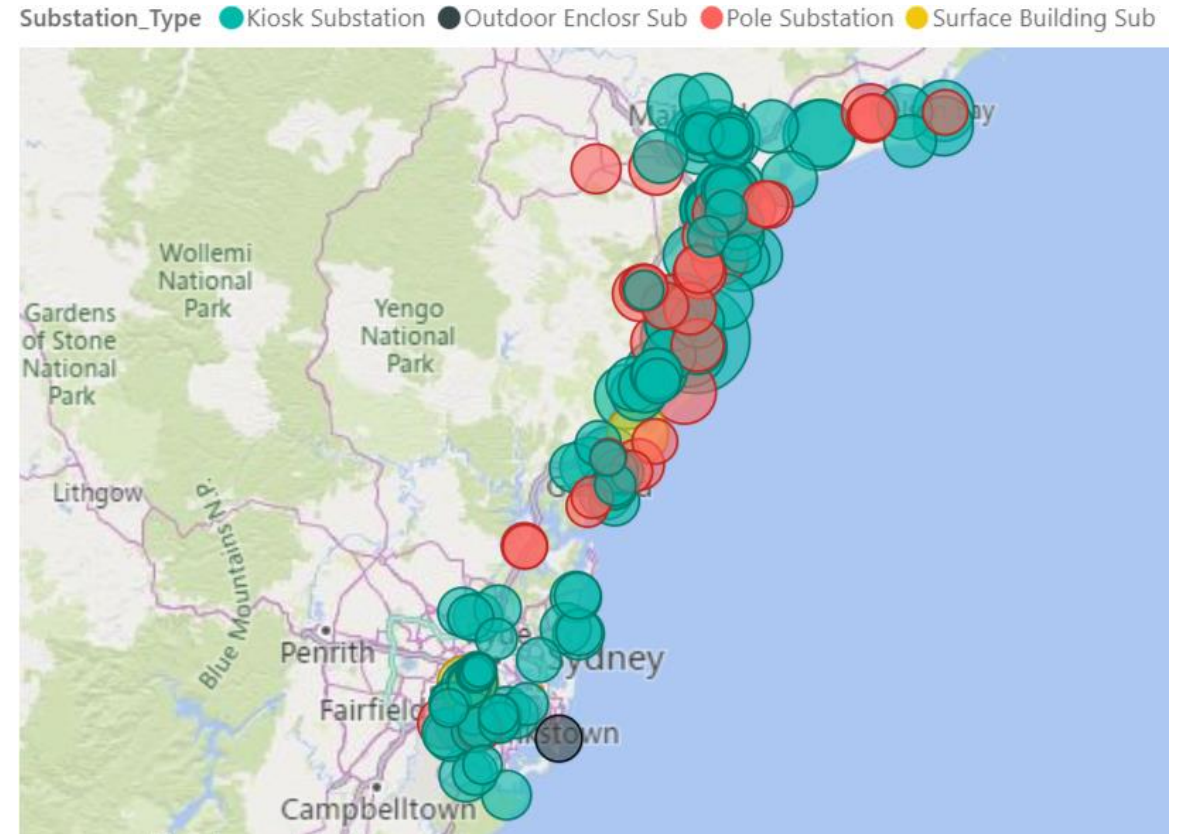 Substation_Type Kiosk Substation Outdoor Enclosr Sub Pole Substation Surface Building Sub
Wollemi
National
Park
Gardens
of Stone
National
Park
Yengo
National
Park
Lithgow
Blue Mountains N.P.
Penrith
Sydney
Fairfield
Campbelltown